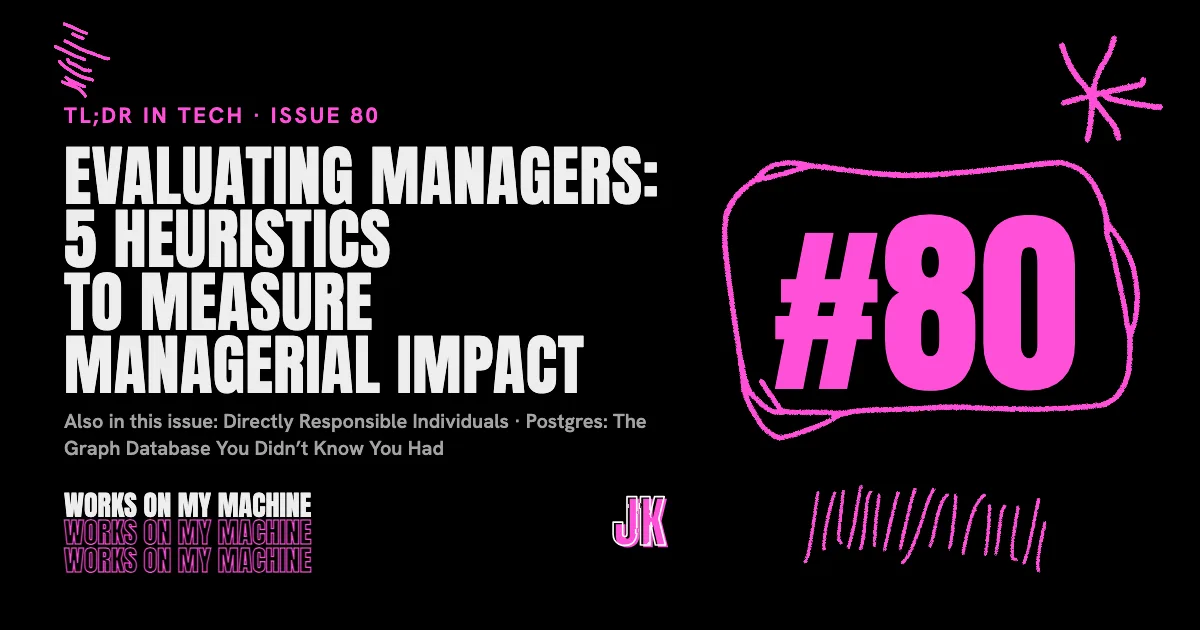 TL;DR IN TECH · ISSUE 80
EVALUATING MANAGERS:
5 HEURISTICS
TO MEASURE
MANAGERIAL IMPACT
Also in this issue: Directly Responsible Individuals · Postgres: The
Graph Database You Didn’t Know You Had
#80
WORKS ON MY MACHINE
WORKS ON MY MACHINE
WORKS ON MY MACHINE
JK